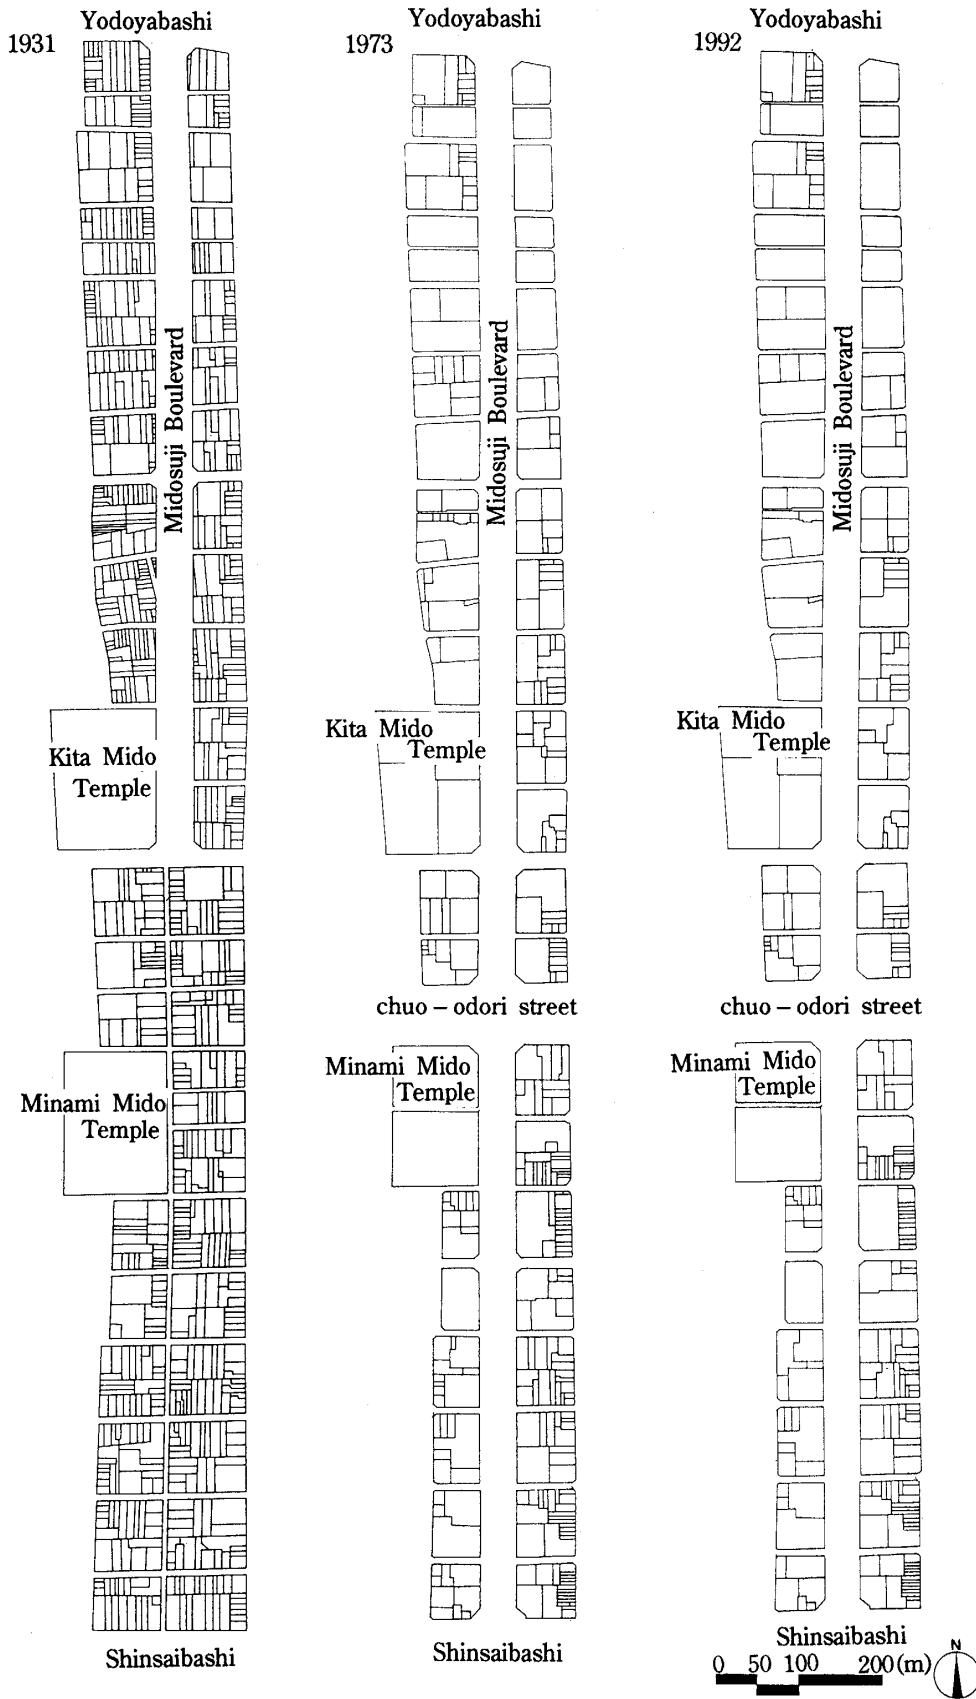 Yodoyabashi
1931
Midosuji Boulevard
Kita Mido
Temple
Minami Mido
Temple
Shinsaibashi
Yodoyabashi
1973
Midosuji Boulevard
Kita Mido
Temple
chuo – odori street
Minami Mido
Temple
Shinsaibashi
Yodoyabashi
1992
Midosuji Boulevard
Kita Mido
Temple
chuo – odori street
Minami Mido
Temple
Shinsaibashi
0 50 100 200(m)
N